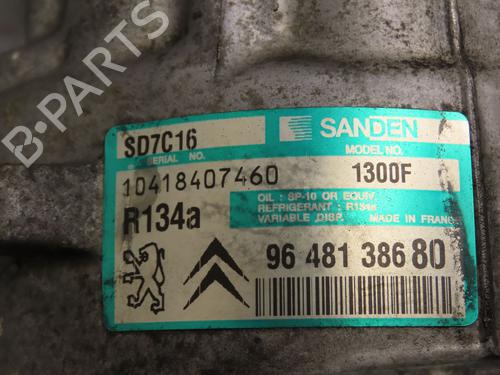 B-PARTS
SD7C16
SANDEN
SERIAL NO.
MODEL NO.
10418407460
1300F
R134a
OIL : SP-10 OR EQUIV.
REFRIGERANT : R134a
VARIABLE DISP. MADE IN FRANCE
96 481 386 80